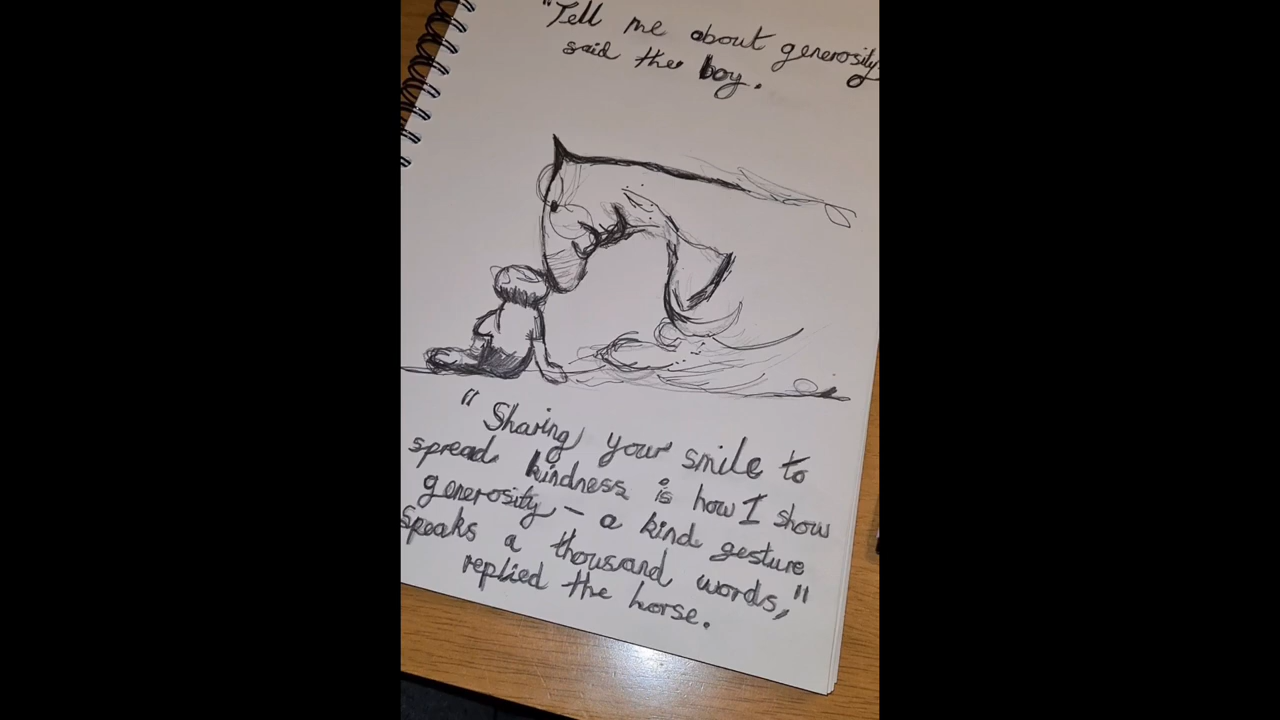 "Tell me about generosity
said the boy.
" Sharing your smile to
spread kindness is how I show
generosity – a kind gesture
speaks a thousand words,"
replied the horse.